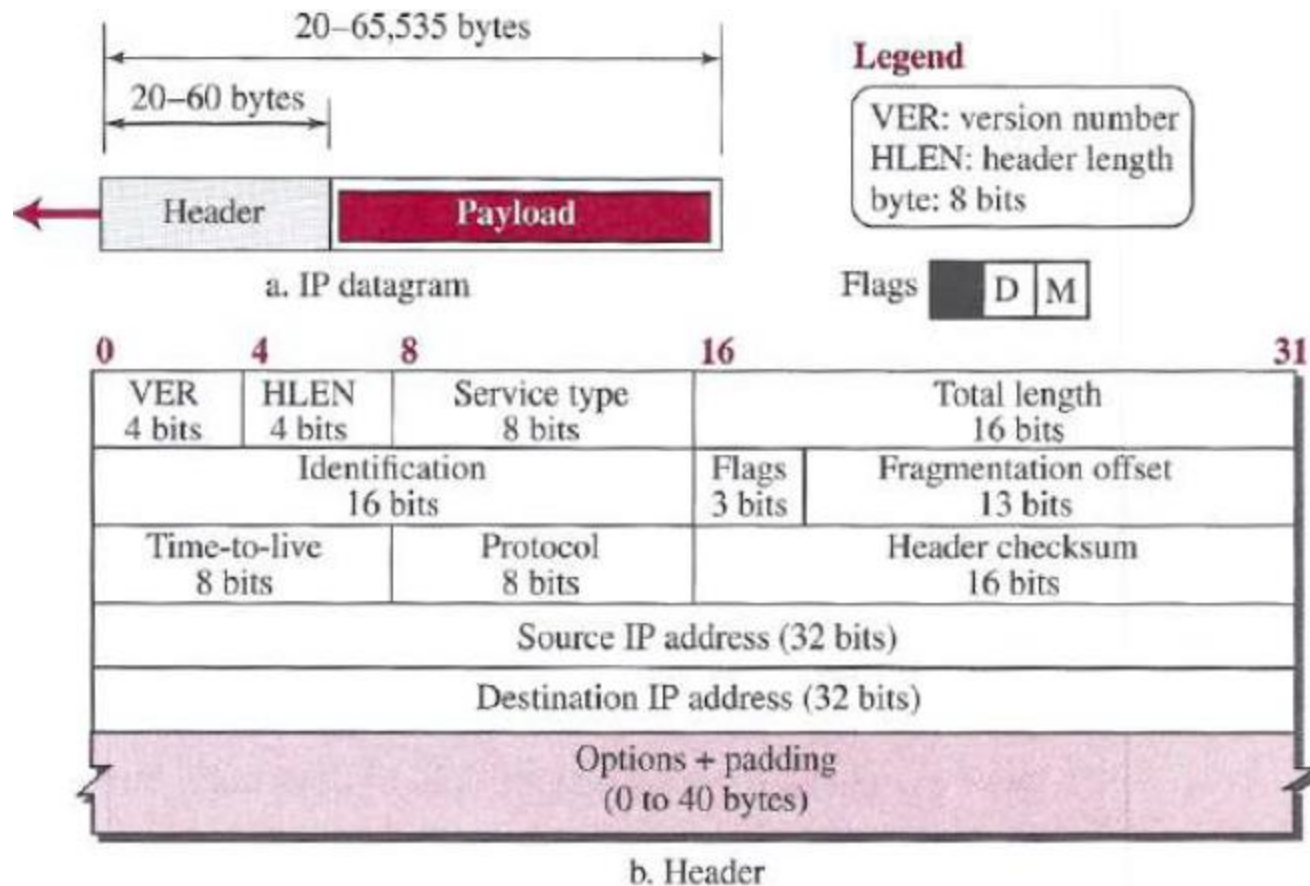 20–65,535 bytes
20–60 bytes
Header
Payload
a. IP datagram
Legend
VER: version number
HLEN: header length
byte: 8 bits
Flags D M
0 4 8 16 31
VER HLEN Service type Total length
4 bits 4 bits 8 bits 16 bits
Identification Flags Fragmentation offset
16 bits 3 bits 13 bits
Time-to-live Protocol Header checksum
8 bits 8 bits 16 bits
Source IP address (32 bits)
Destination IP address (32 bits)
Options + padding
(0 to 40 bytes)
b. Header